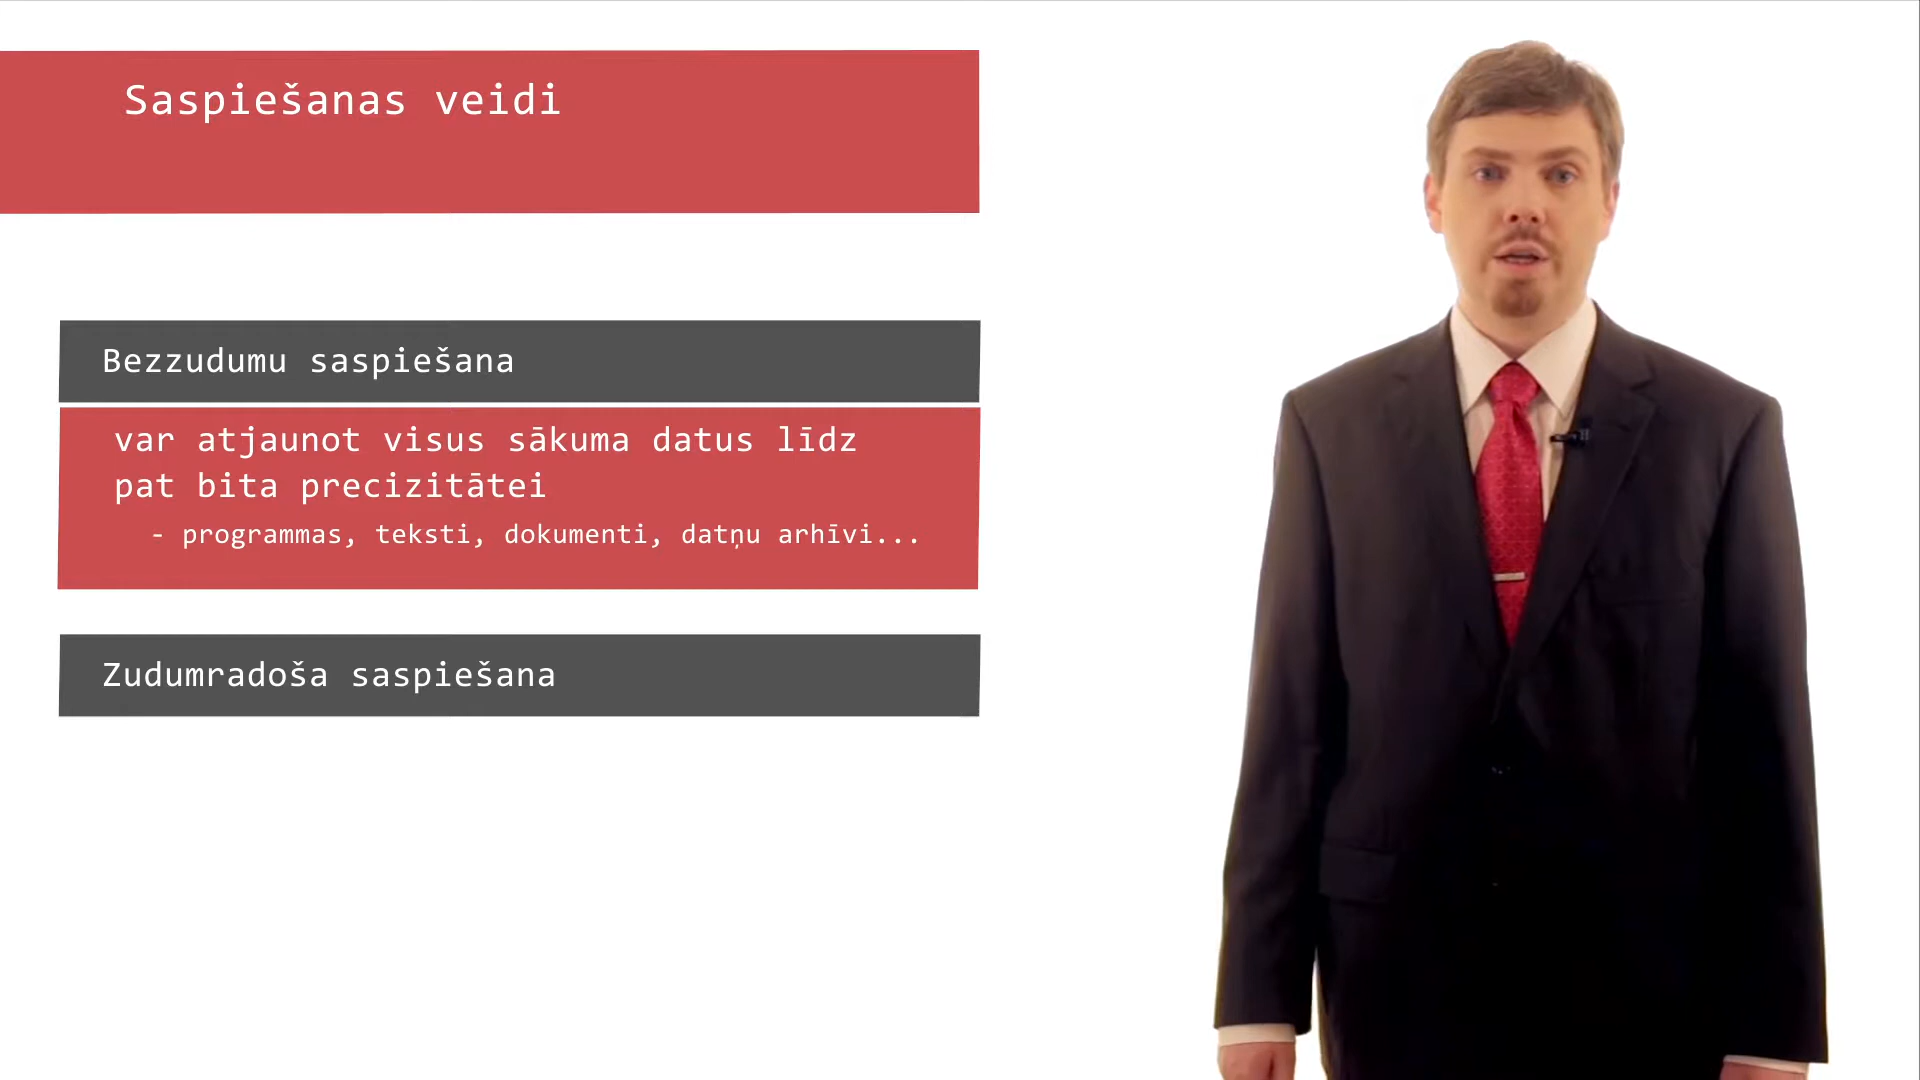 Saspiešanas veidi
Bezzudumu saspiešana
var atjaunot visus sākuma datus līdz
pat bita precizitātei
- programmas, teksti, dokumenti, datņu arhīvi...
Zudumradoša saspiešana